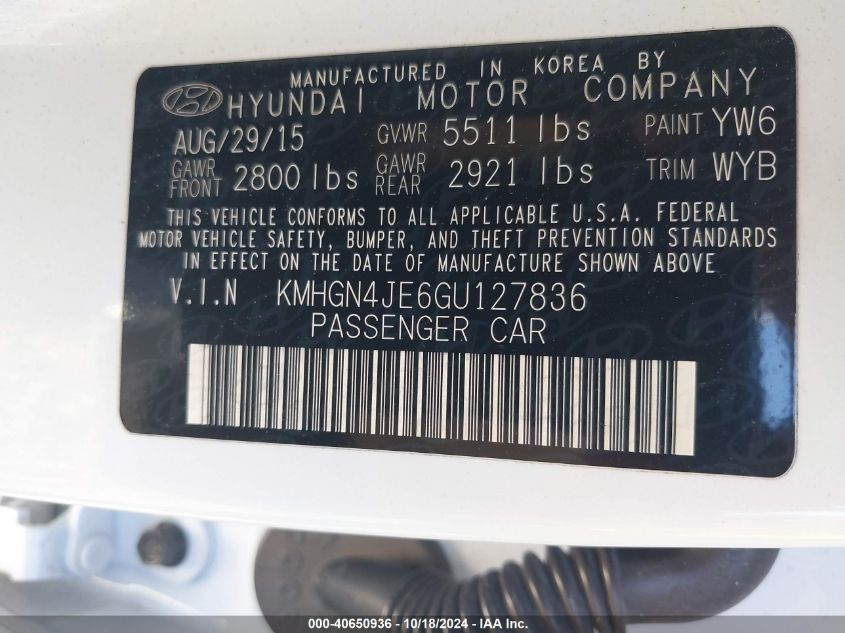 MANUFACTURED IN KOREA BY
HYUNDAI MOTOR COMPANY
AUG/29/15 GVWR 5511 lbs PAINT YW6
GAWR FRONT 2800 lbs GAWR REAR 2921 lbs TRIM WYB
THIS VEHICLE CONFORMS TO ALL APPLICABLE U.S.A. FEDERAL
MOTOR VEHICLE SAFETY, BUMPER, AND THEFT PREVENTION STANDARDS
IN EFFECT ON THE DATE OF MANUFACTURE SHOWN ABOVE
V.I.N KMHGN4JE6GU127836
PASSENGER CAR
000-40650936 - 10/18/2024 - IAA Inc.